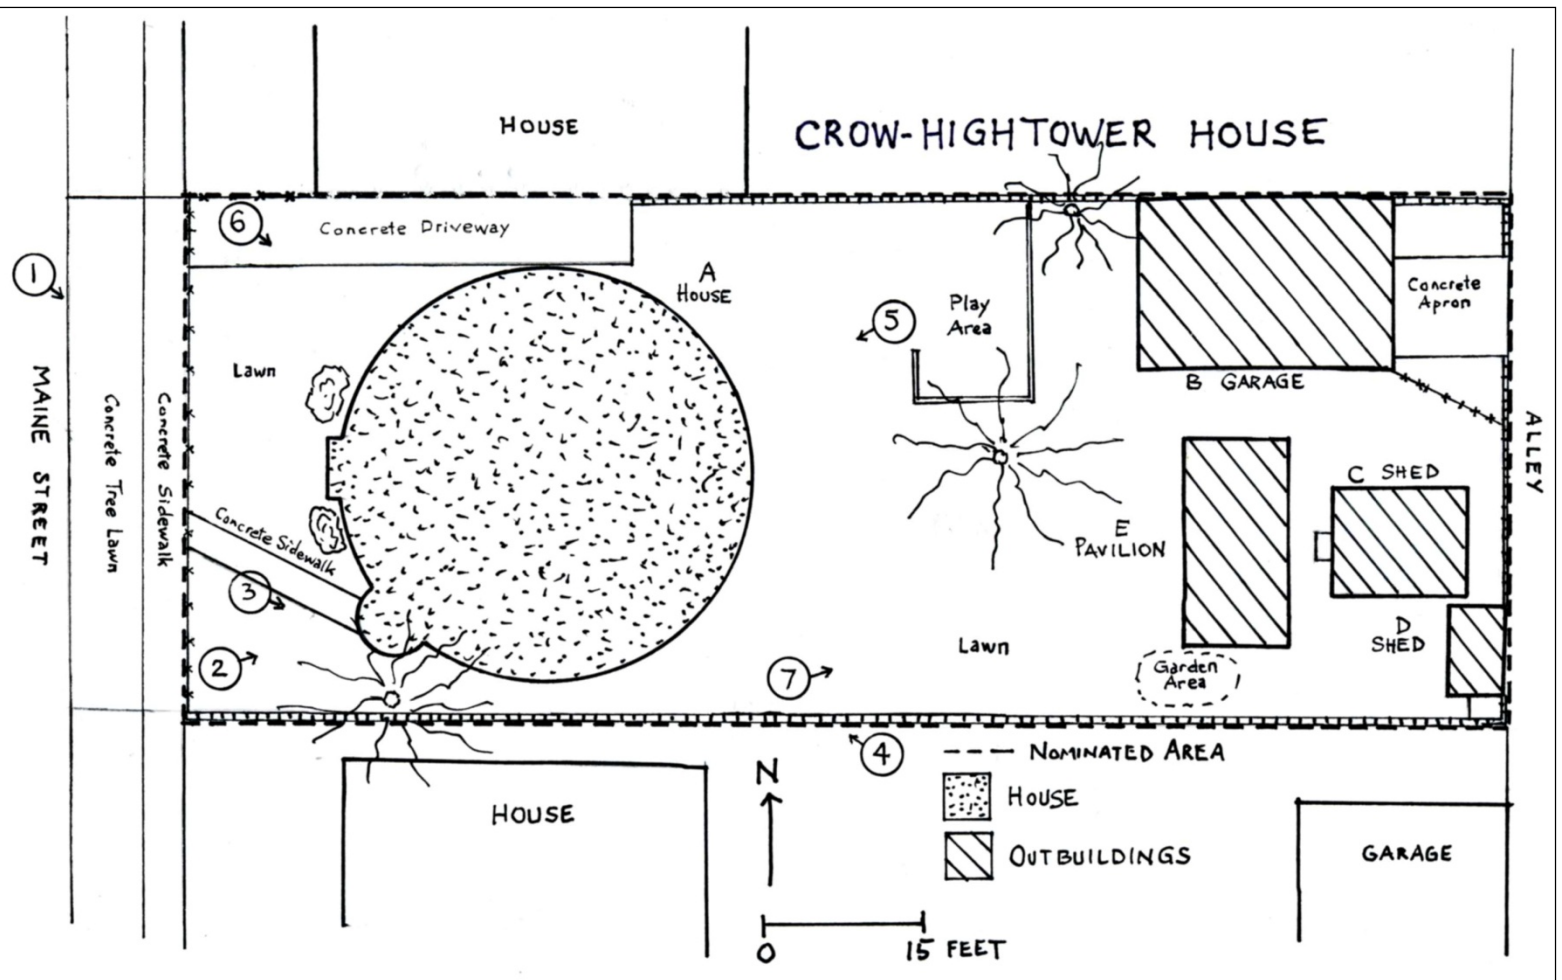 HOUSE
CROW-HIGHTOWER HOUSE
6
Concrete Driveway
1
A
HOUSE
5
Play
Area
Concrete
Apron
Lawn
B GARAGE
MAINE STREET
Concrete Tree Lawn
Concrete Sidewalk
ALLEY
C SHED
Concrete Sidewalk
E
PAVILION
3
D
SHED
2
Lawn
7
Garden
Area
4
NOMINATED AREA
N
HOUSE
HOUSE
OUTBUILDINGS
GARAGE
0 15 FEET